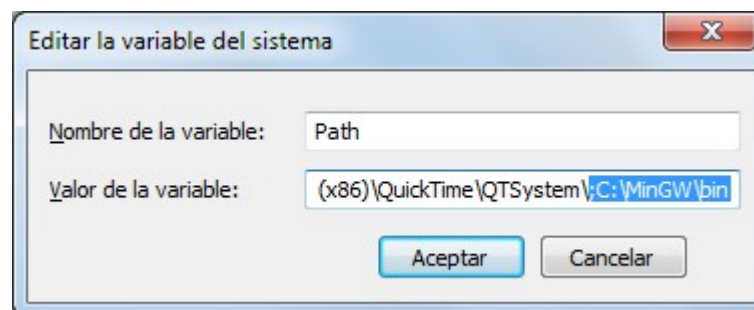 Editar la variable del sistema
Nombre de la variable: Path
Valor de la variable: (x86)\QuickTime\QTSystem\;C:\MinGW\bin
Aceptar Cancelar